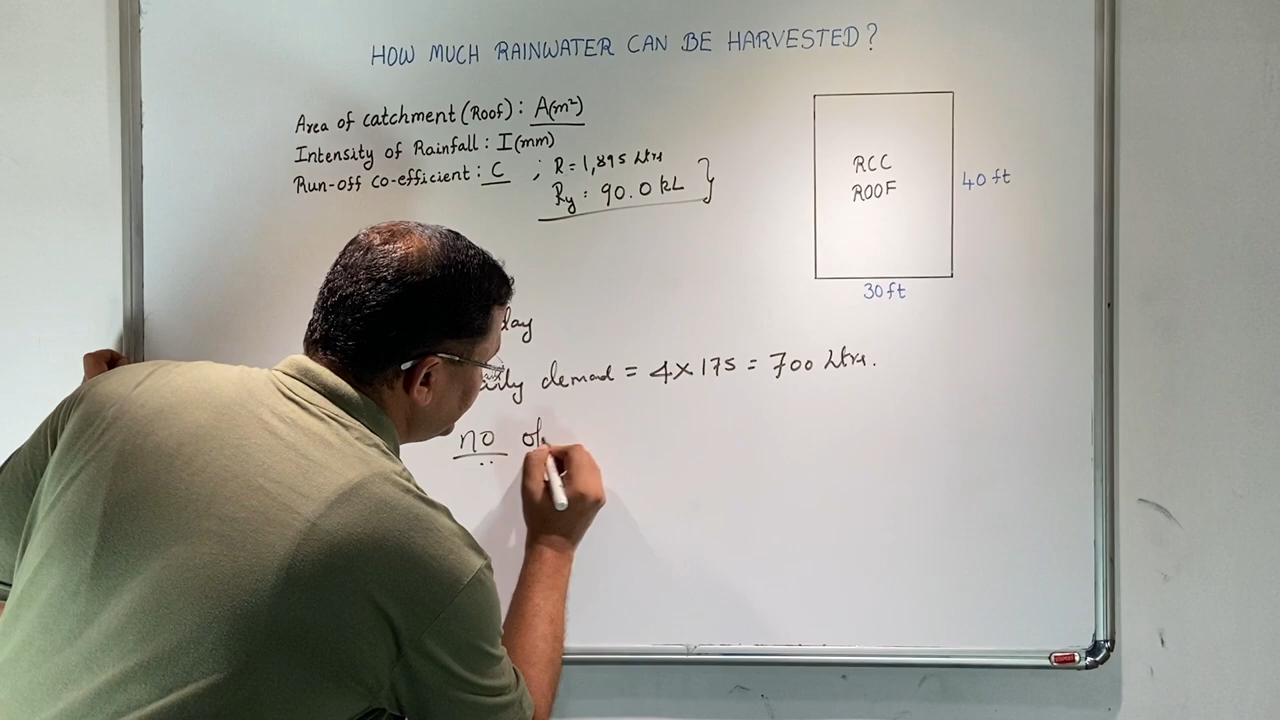 HOW MUCH RAINWATER CAN BE HARVESTED?
Area of catchment (Roof) : A(m²)
Intensity of Rainfall : I(mm)
Run-off co-efficient : C ; R = 1,895 Ltrs
Ry : 90.0 kL
RCC
ROOF
40 ft
30 ft
day
demad = 4 × 175 = 700 Ltrs.
no of